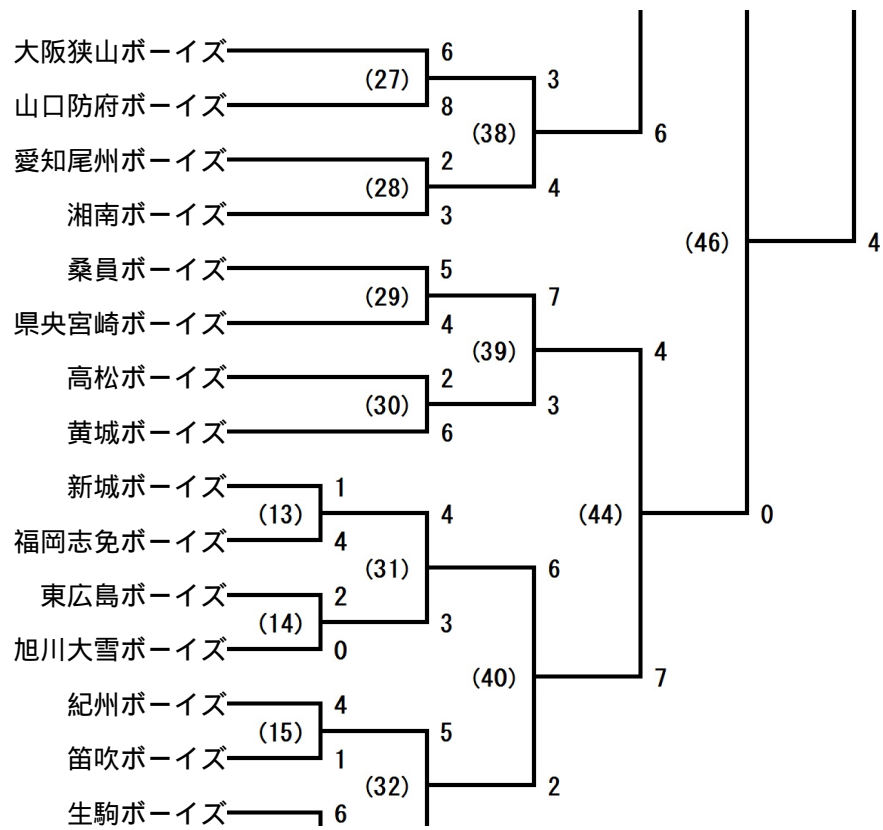 大阪狭山ボーイズ 6
(27) 3
山口防府ボーイズ 8
(38) 6
愛知尾州ボーイズ 2
(28) 4
湘南ボーイズ 3
(46) 4
桑員ボーイズ 5
(29) 7
県央宮崎ボーイズ 4
(39) 4
高松ボーイズ 2
(30) 3
黄城ボーイズ 6
新城ボーイズ 1
(13) 4 (44) 0
福岡志免ボーイズ 4
(31) 6
東広島ボーイズ 2
(14) 3
旭川大雪ボーイズ 0
(40) 7
紀州ボーイズ 4
(15) 5
笛吹ボーイズ 1
(32) 2
生駒ボーイズ 6